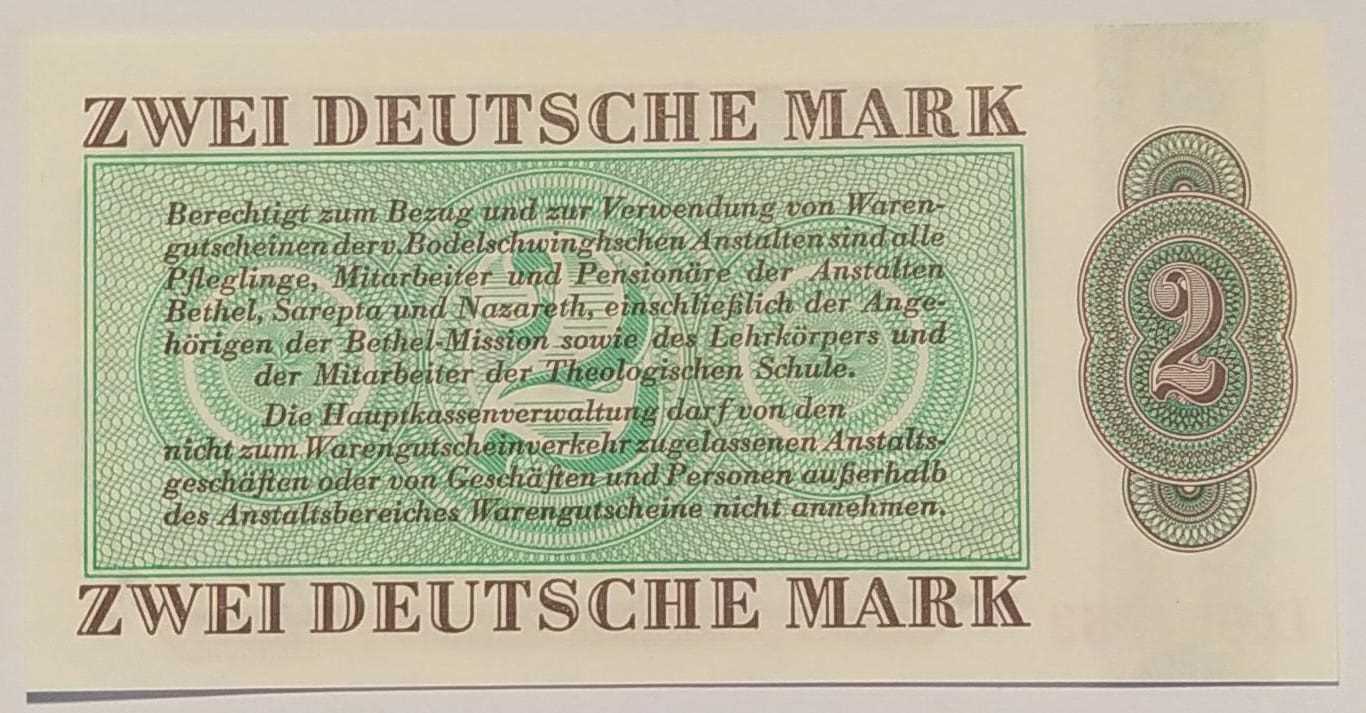 ZWEI DEUTSCHE MARK
Berechtigt zum Bezug und zur Verwendung von Waren-
gutscheinen der v. Bodelschwinghschen Anstalten sind alle
Pfleglinge, Mitarbeiter und Pensionäre der Anstalten
Bethel, Sarepta und Nazareth, einschließlich der Ange-
hörigen der Bethel-Mission sowie des Lehrkörpers und
der Mitarbeiter der Theologischen Schule.
Die Hauptkassenverwaltung darf von den
nicht zum Warengutscheinverkehr zugelassenen Anstalts-
geschäften oder von Geschäften und Personen außerhalb
des Anstaltsbereiches Warengutscheine nicht annehmen.
2
ZWEI DEUTSCHE MARK
2